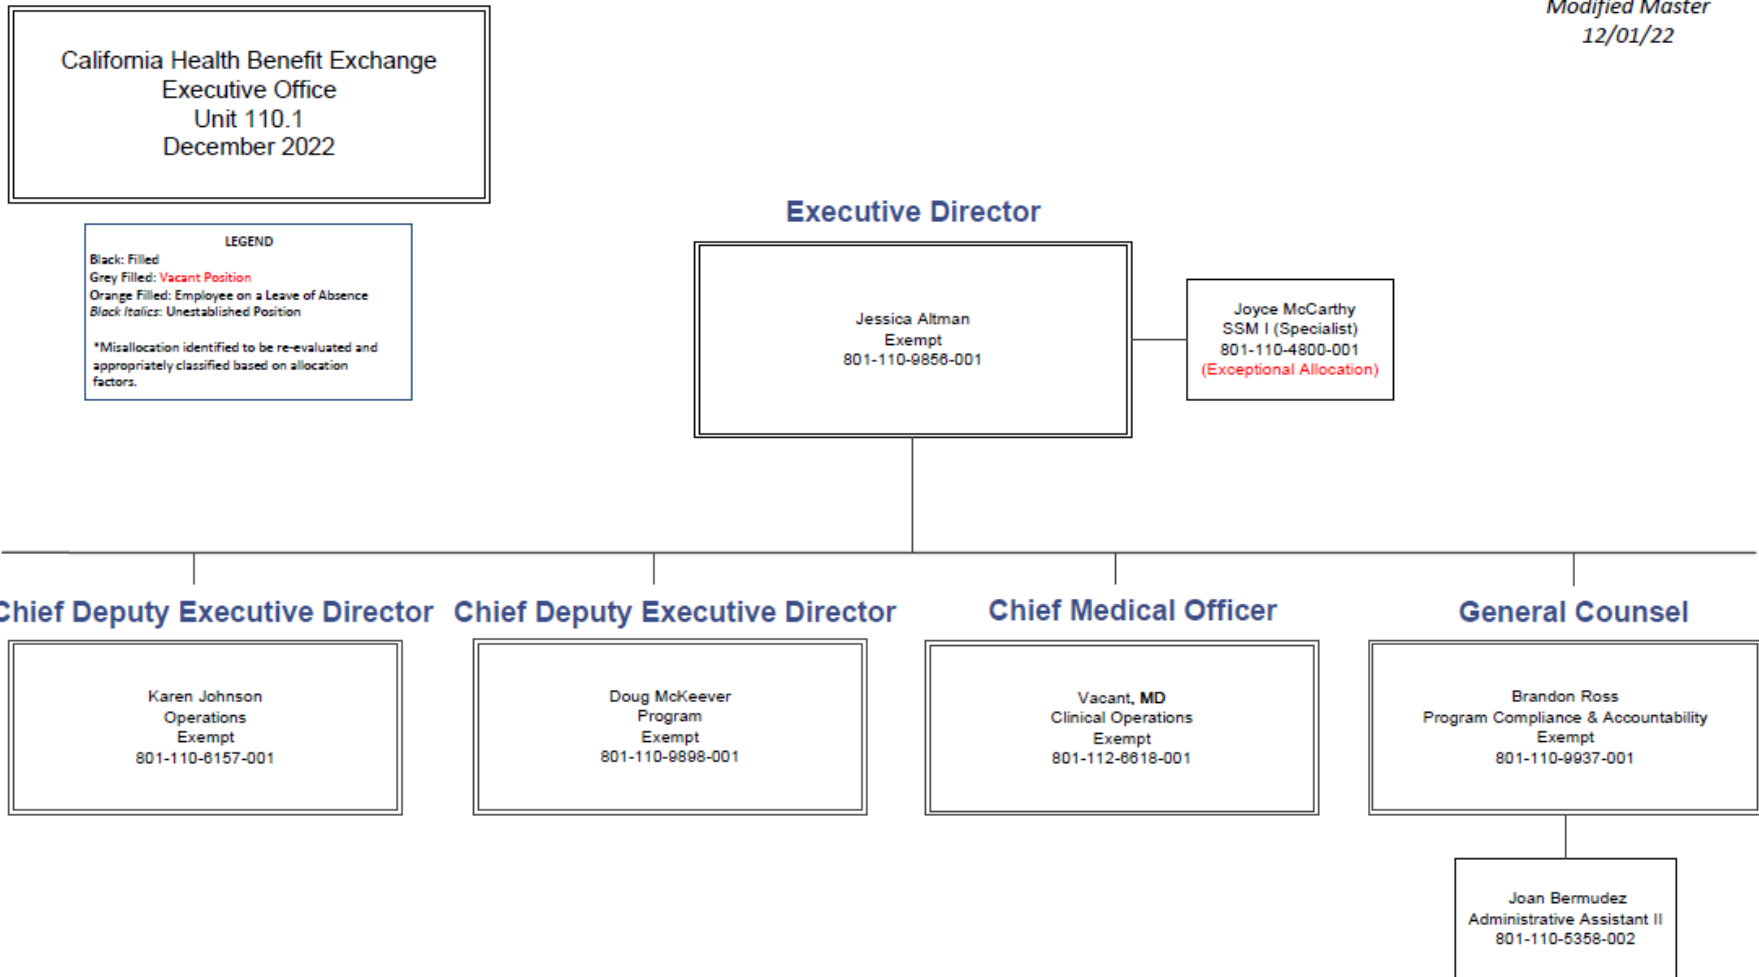 Modified Master
12/01/22
California Health Benefit Exchange
Executive Office
Unit 110.1
December 2022
LEGEND
Black: Filled
Grey Filled: Vacant Position
Orange Filled: Employee on a Leave of Absence
Black Italics: Unestablished Position
*Misallocation identified to be re-evaluated and
appropriately classified based on allocation
factors.
Executive Director
Jessica Altman
Exempt
801-110-9856-001
Joyce McCarthy
SSM I (Specialist)
801-110-4800-001
(Exceptional Allocation)
Chief Deputy Executive Director
Karen Johnson
Operations
Exempt
801-110-6157-001
Chief Deputy Executive Director
Doug McKeever
Program
Exempt
801-110-9898-001
Chief Medical Officer
Vacant, MD
Clinical Operations
Exempt
801-112-6618-001
General Counsel
Brandon Ross
Program Compliance & Accountability
Exempt
801-110-9937-001
Joan Bermudez
Administrative Assistant II
801-110-5358-002